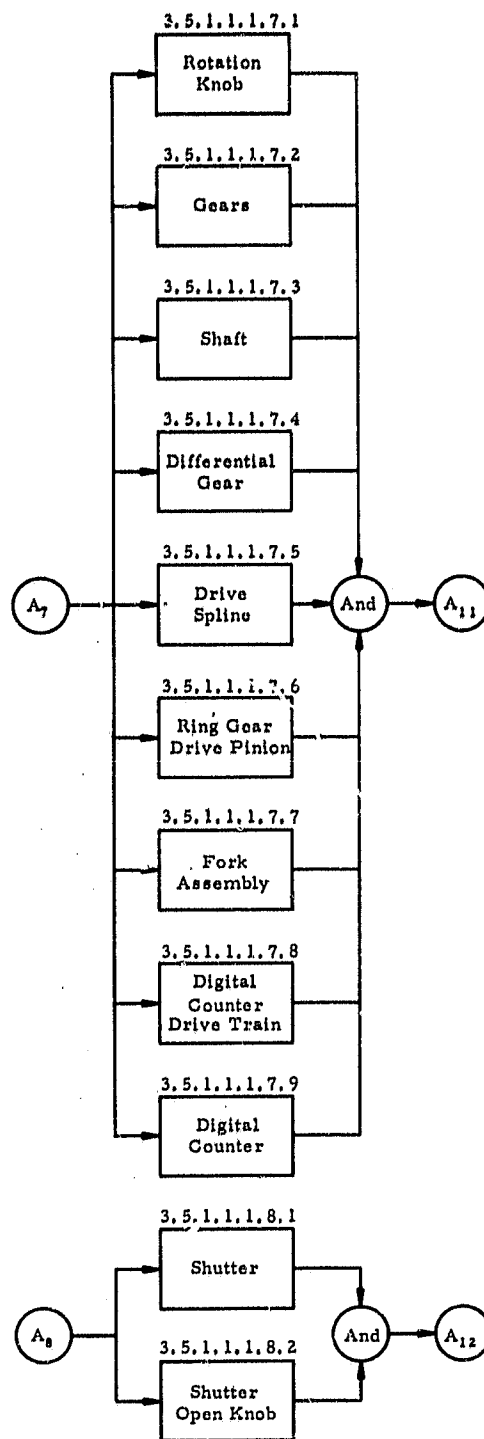 3.5.1.1.1.7.1
Rotation
Knob
3.5.1.1.1.7.2
Gears
3.5.1.1.1.7.3
Shaft
3.5.1.1.1.7.4
Differential
Gear
3.5.1.1.1.7.5
A7
Drive
Spline
And
A11
3.5.1.1.1.7.6
Ring Gear
Drive Pinion
3.5.1.1.1.7.7
Fork
Assembly
3.5.1.1.1.7.8
Digital
Counter
Drive Train
3.5.1.1.1.7.9
Digital
Counter
3.5.1.1.1.8.1
Shutter
A8
And
A12
3.5.1.1.1.8.2
Shutter
Open Knob